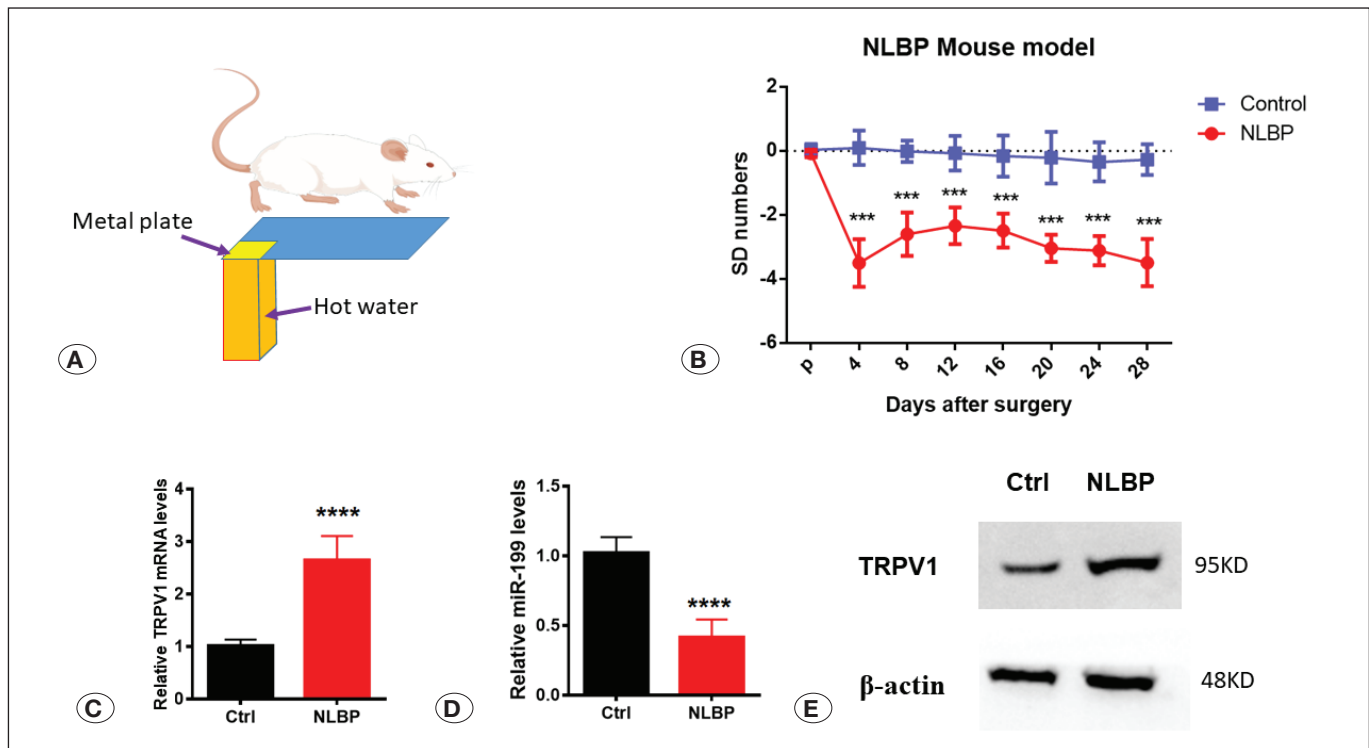 Metal plate
Hot water
A
NLBP Mouse model
2
0
-2
-4
-6
SD numbers
*** *** *** *** *** *** ***
p 4 8 12 16 20 24 28
Days after surgery
Control
NLBP
B
Relative TRPV1 mRNA levels
4
3
2
1
0
****
Ctrl NLBP
C
Relative miR-199 levels
1.5
1.0
0.5
0.0
****
Ctrl NLBP
D
Ctrl NLBP
TRPV1 95KD
β-actin 48KD
E